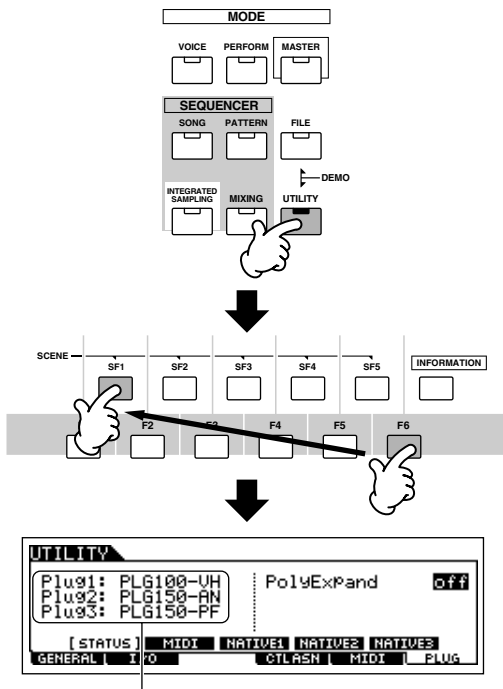 MODE
VOICE PERFORM MASTER
SEQUENCER
SONG PATTERN FILE
DEMO
INTEGRATED
SAMPLING MIXING UTILITY
SCENE
SF1 SF2 SF3 SF4 SF5 INFORMATION
F2 F4 F5 F6
UTILITY
Plug1: PLG100-VH PolyExpand off
Plug2: PLG150-AN
Plug3: PLG150-PF
[STATUS] MIDI NATIVE1 NATIVE2 NATIVE3
GENERAL I/O CTLASN MIDI PLUG